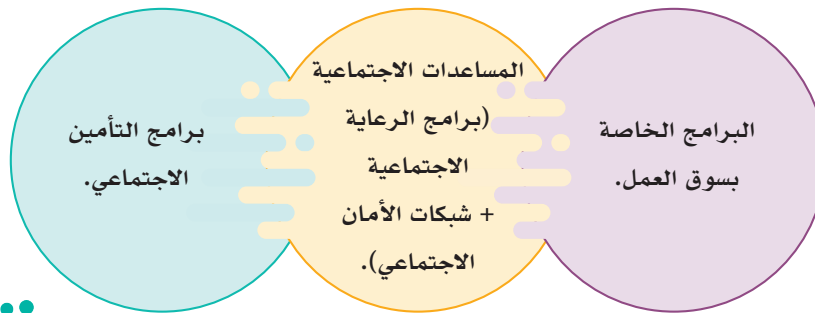 البرامج الخاصة
بسوق العمل.
المساعدات الاجتماعية
(برامج الرعاية
الاجتماعية
+ شبكات الأمان
الاجتماعي).
برامج التأمين
الاجتماعي.